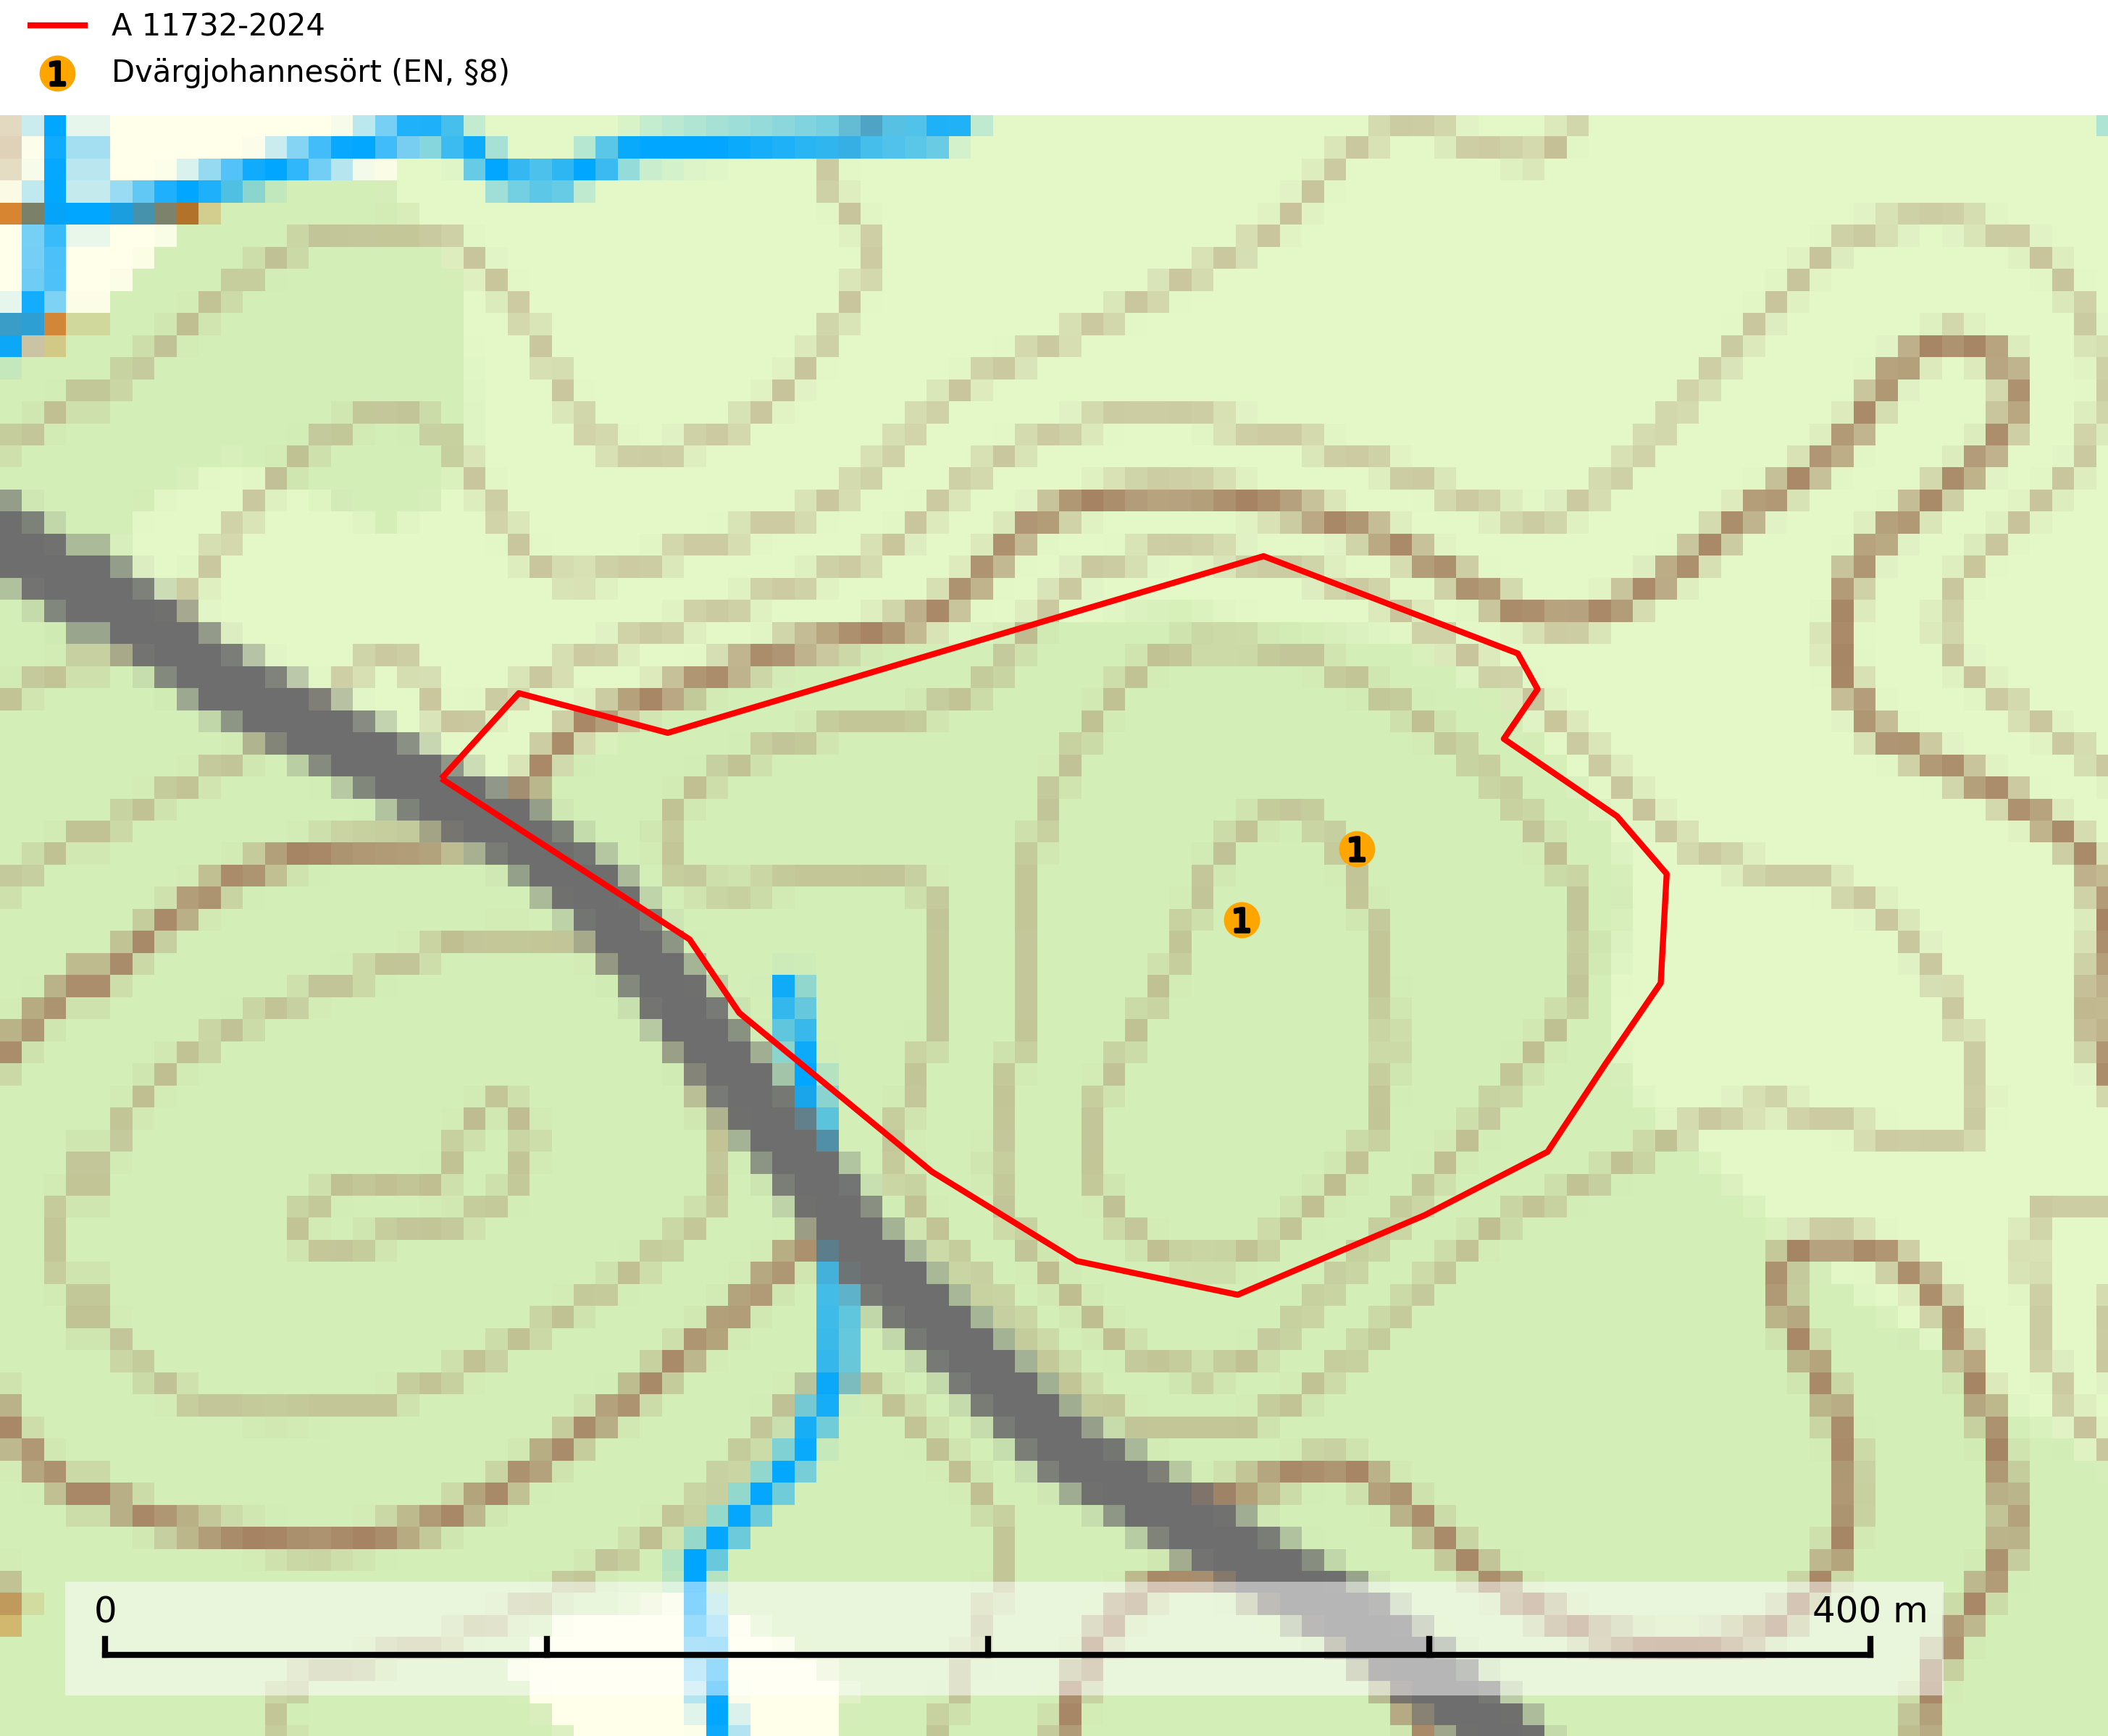 A 11732-2024
1 Dvärgjohannesört (EN, §8)
1
1
0 400 m